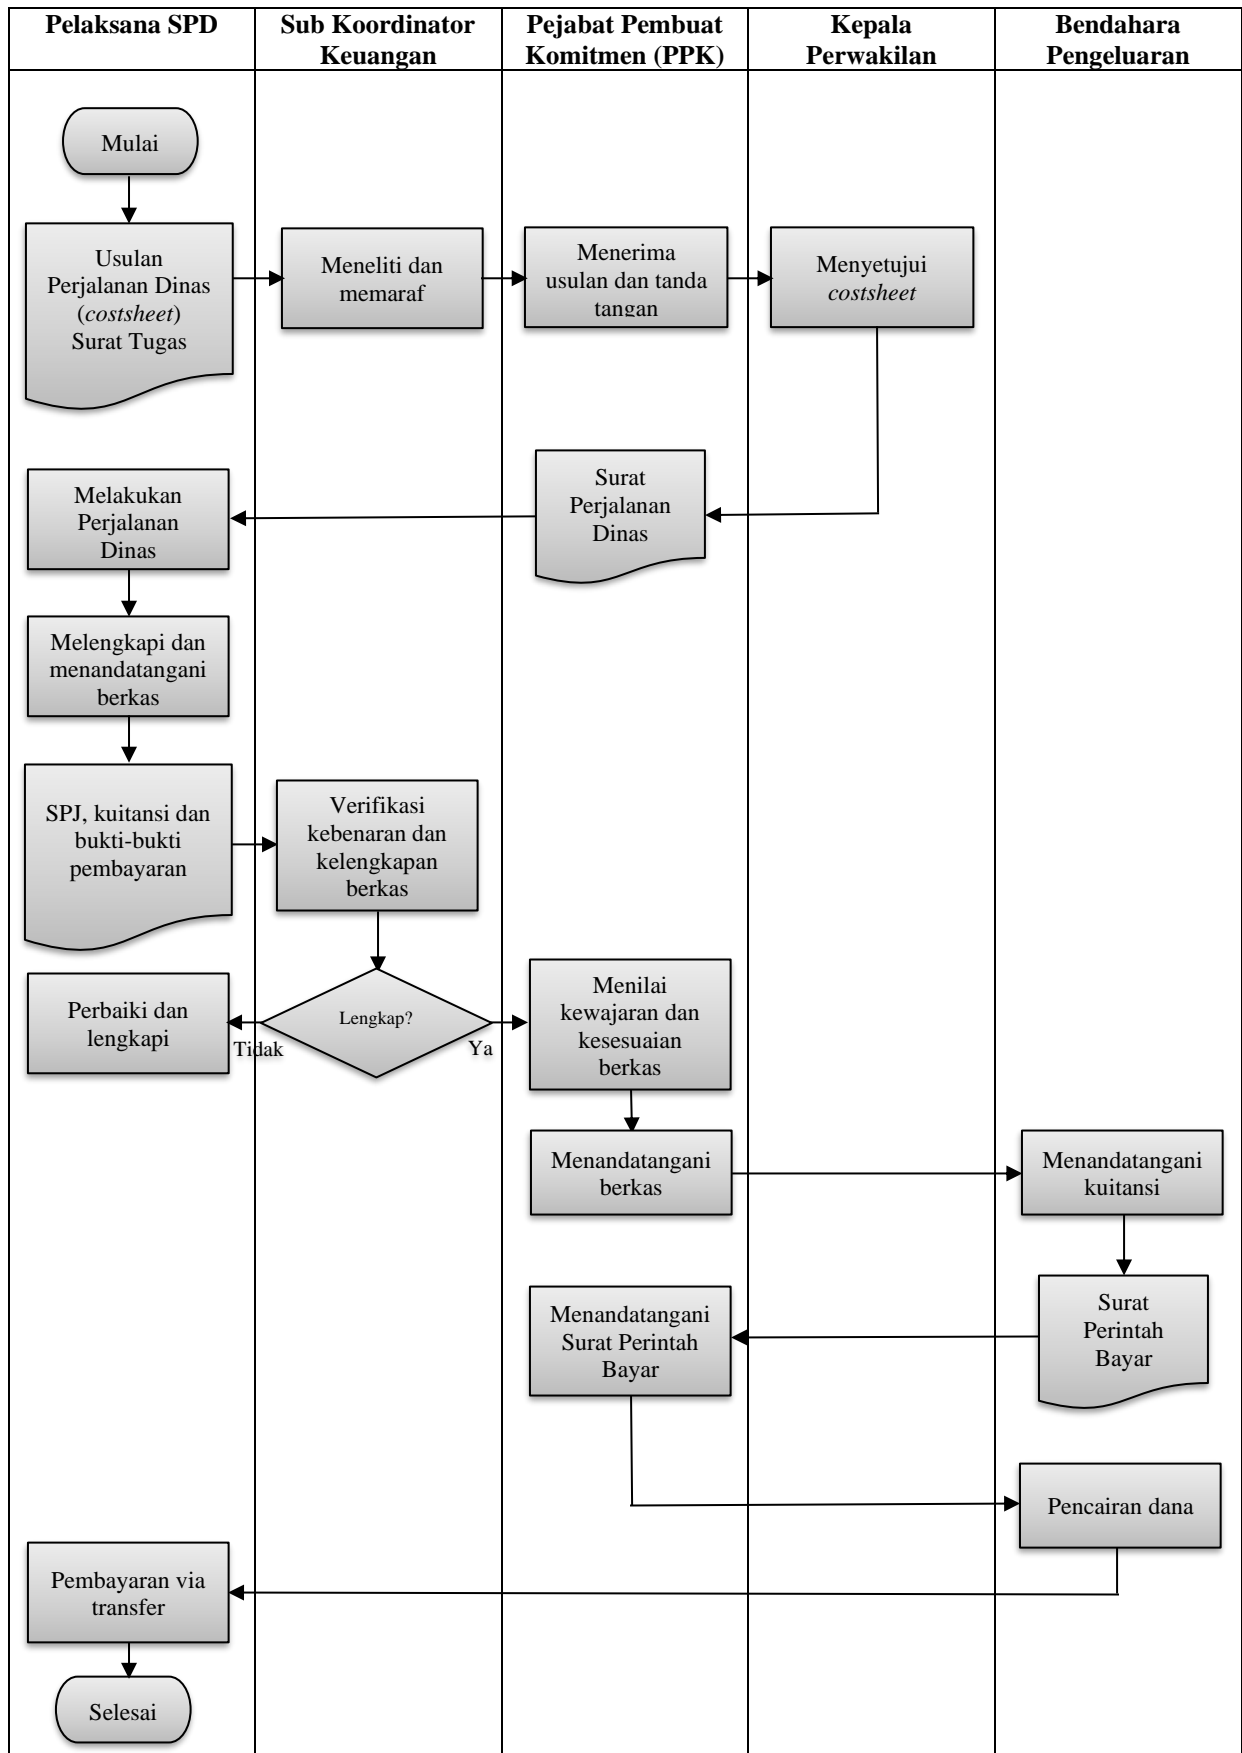 Pelaksana SPD
Sub Koordinator
Keuangan
Pejabat Pembuat
Komitmen (PPK)
Kepala
Perwakilan
Bendahara
Pengeluaran
Mulai
Usulan
Perjalanan Dinas
(costsheet)
Surat Tugas
Meneliti dan
memaraf
Menerima
usulan dan tanda
tangan
Menyetujui
costsheet
Surat
Perjalanan
Dinas
Melakukan
Perjalanan
Dinas
Melengkapi dan
menandatangani
berkas
SPJ, kuitansi dan
bukti-bukti
pembayaran
Verifikasi
kebenaran dan
kelengkapan
berkas
Lengkap?
Tidak
Ya
Perbaiki dan
lengkapi
Menilai
kewajaran dan
kesesuaian
berkas
Menandatangani
berkas
Menandatangani
kuitansi
Surat
Perintah
Bayar
Menandatangani
Surat Perintah
Bayar
Pencairan dana
Pembayaran via
transfer
Selesai